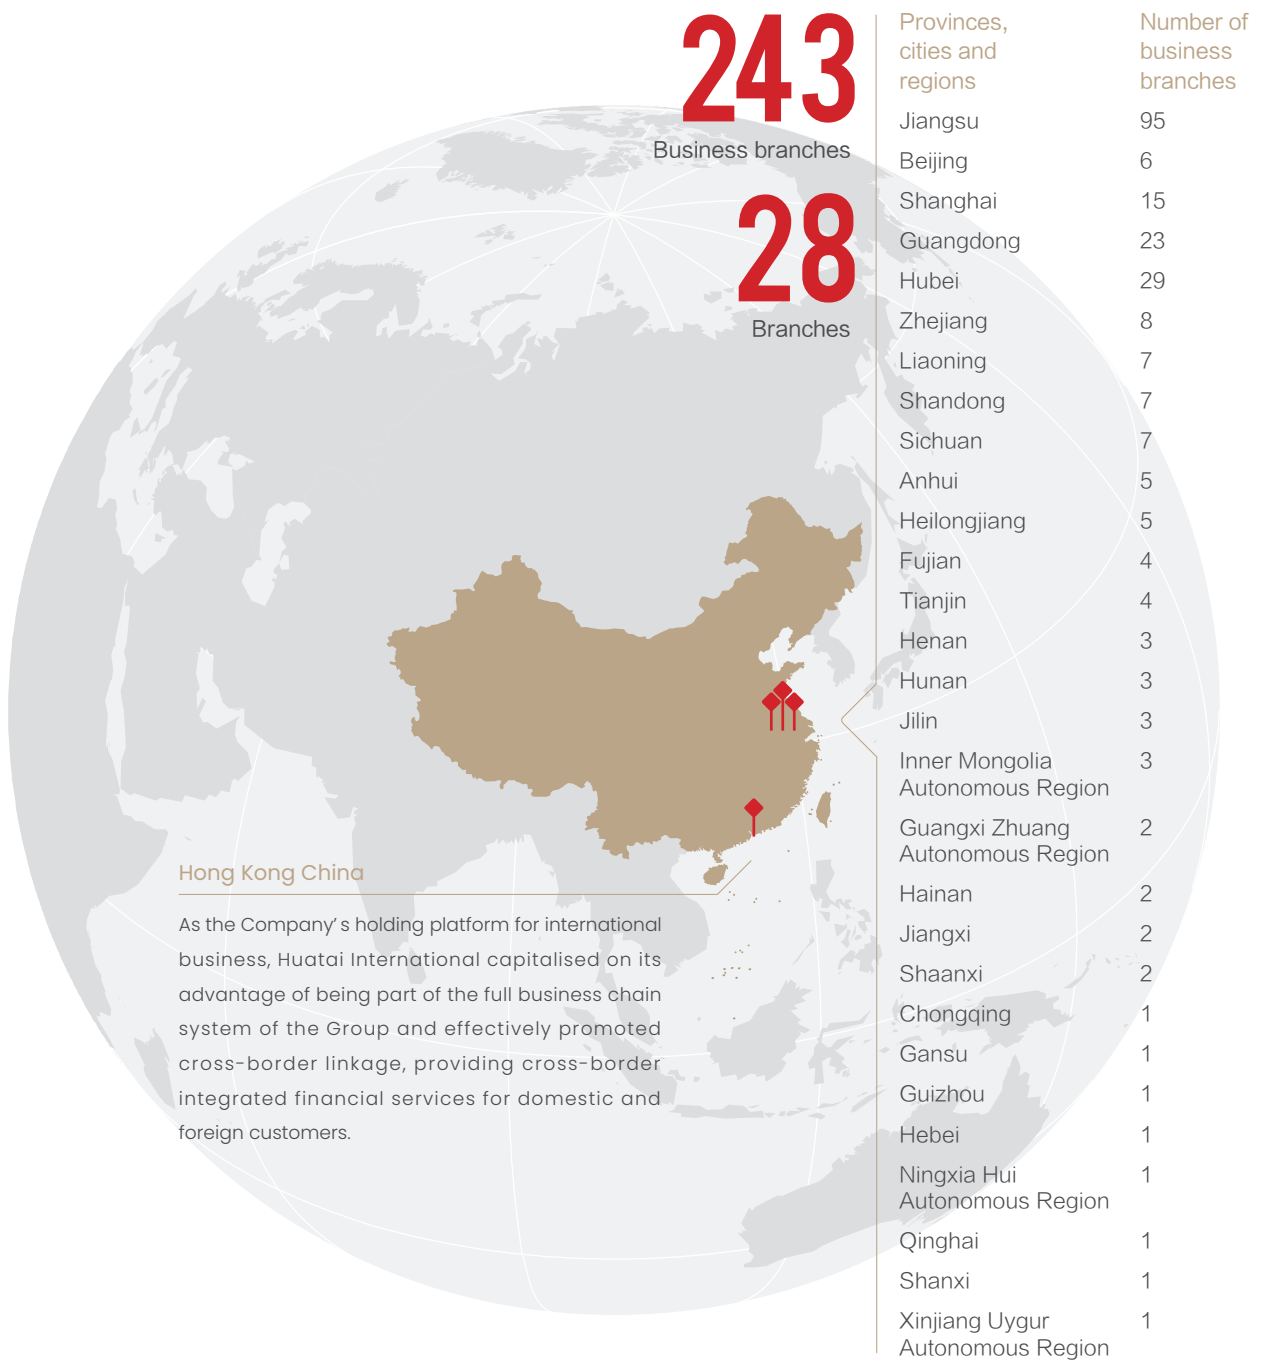 243
Business branches
28
Branches
Hong Kong China
As the Company's holding platform for international
business, Huatai International capitalised on its
advantage of being part of the full business chain
system of the Group and effectively promoted
cross-border linkage, providing cross-border
integrated financial services for domestic and
foreign customers.
Provinces, cities and regions Number of business branches
Jiangsu 95
Beijing 6
Shanghai 15
Guangdong 23
Hubei 29
Zhejiang 8
Liaoning 7
Shandong 7
Sichuan 7
Anhui 5
Heilongjiang 5
Fujian 4
Tianjin 4
Henan 3
Hunan 3
Jilin 3
Inner Mongolia 3
Autonomous Region
Guangxi Zhuang 2
Autonomous Region
Hainan 2
Jiangxi 2
Shaanxi 2
Chongqing 1
Gansu 1
Guizhou 1
Hebei 1
Ningxia Hui 1
Autonomous Region
Qinghai 1
Shanxi 1
Xinjiang Uygur 1
Autonomous Region